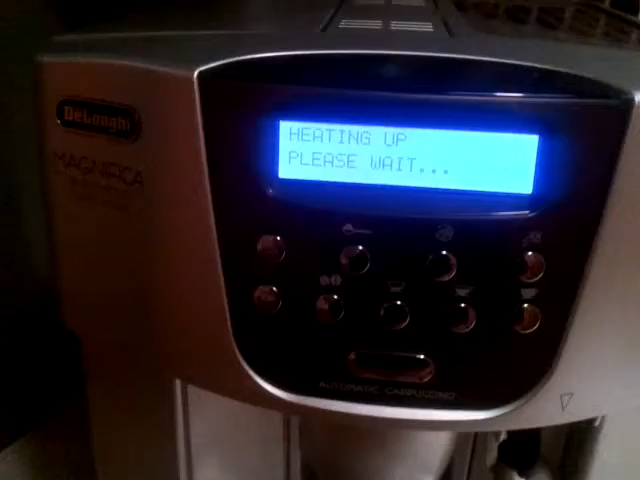 HEATING UP
PLEASE WAIT...
DeLonghi
MAGNIFICA
AUTOMATIC CAPPUCCINO